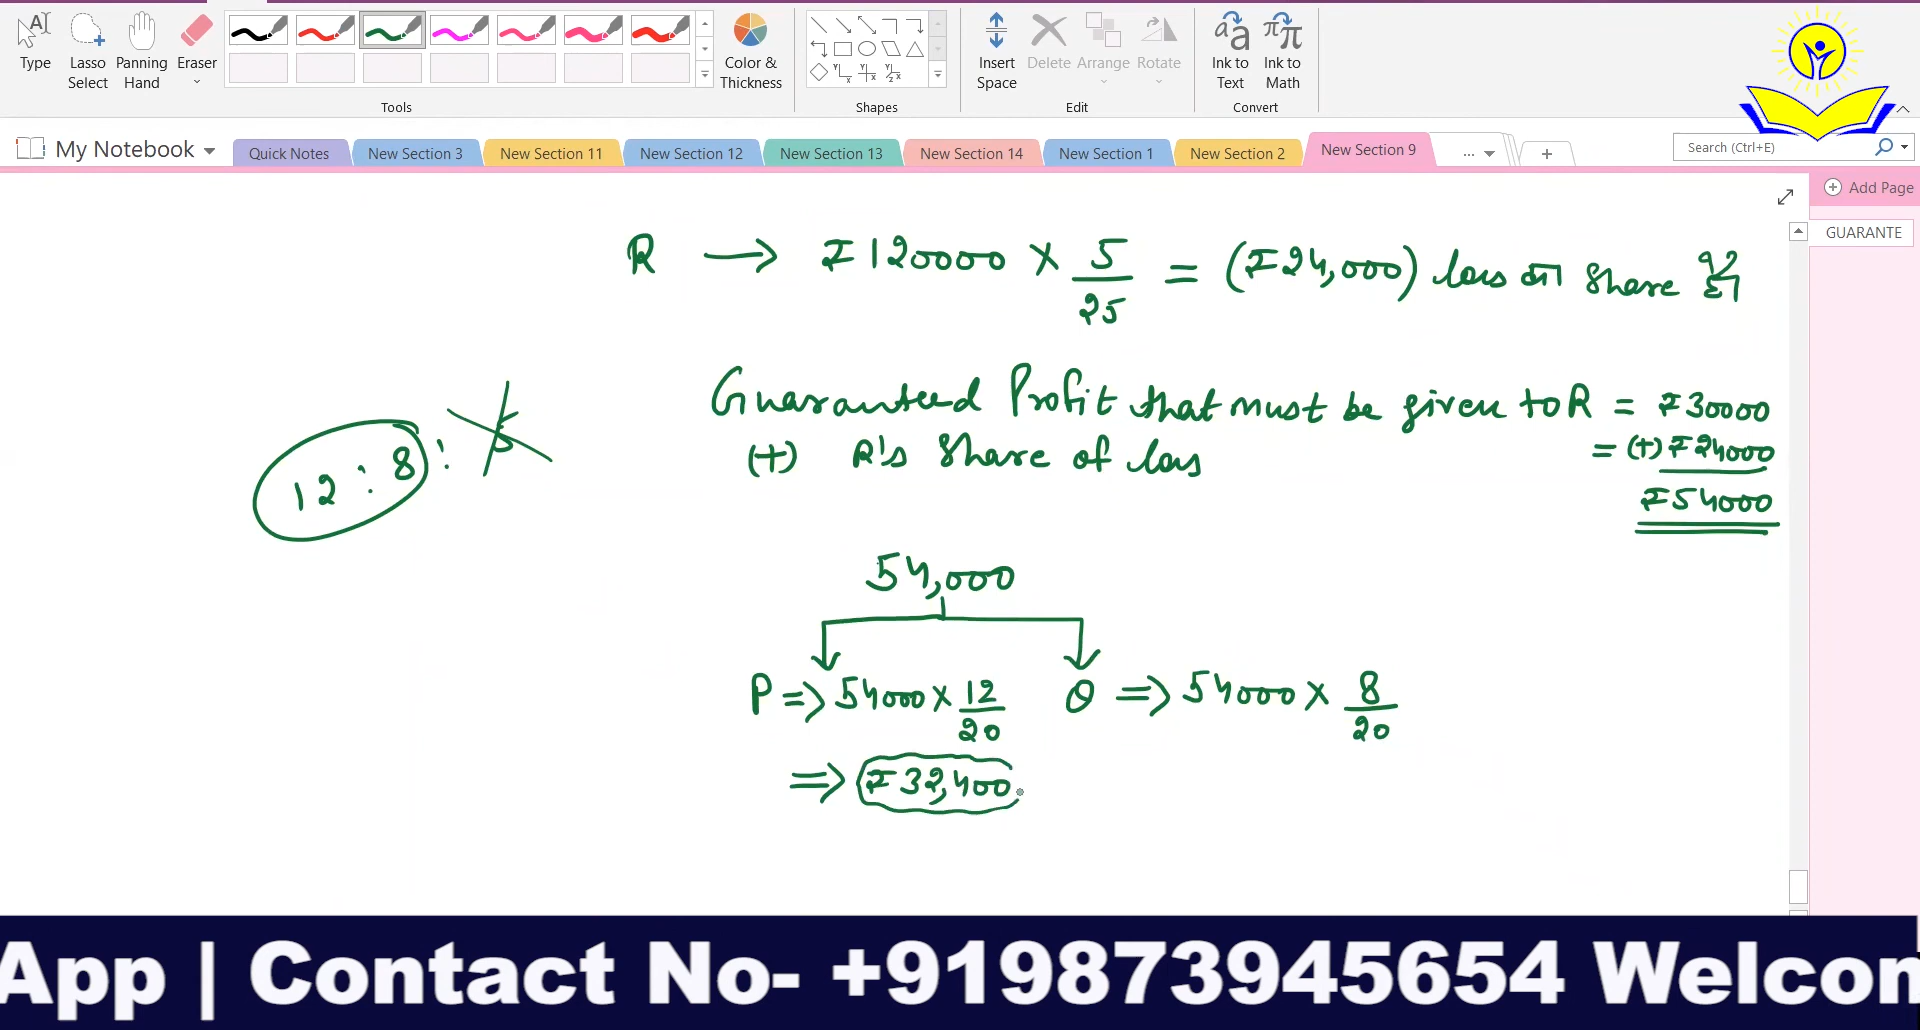 Type
Lasso Select
Panning Hand
Eraser
Color & Thickness
Insert Space
Delete
Arrange
Rotate
Ink to Text
Ink to Math
Tools
Shapes
Edit
Convert
My Notebook
Quick Notes
New Section 3
New Section 11
New Section 12
New Section 13
New Section 14
New Section 1
New Section 2
New Section 9
...
Search (Ctrl+E)
Add Page
GUARANTE
R → ₹120000 × 5/25 = (₹24,000) loss का Share है
Guaranteed Profit that must be given to R = ₹30000
(+) R's Share of loss = (+) ₹24000
₹54000
12 : 8 : 5
54,000
P => 54000 × 12/20 Q => 54000 × 8/20
=> ₹32,400
App | Contact No- +919873945654 Welcon